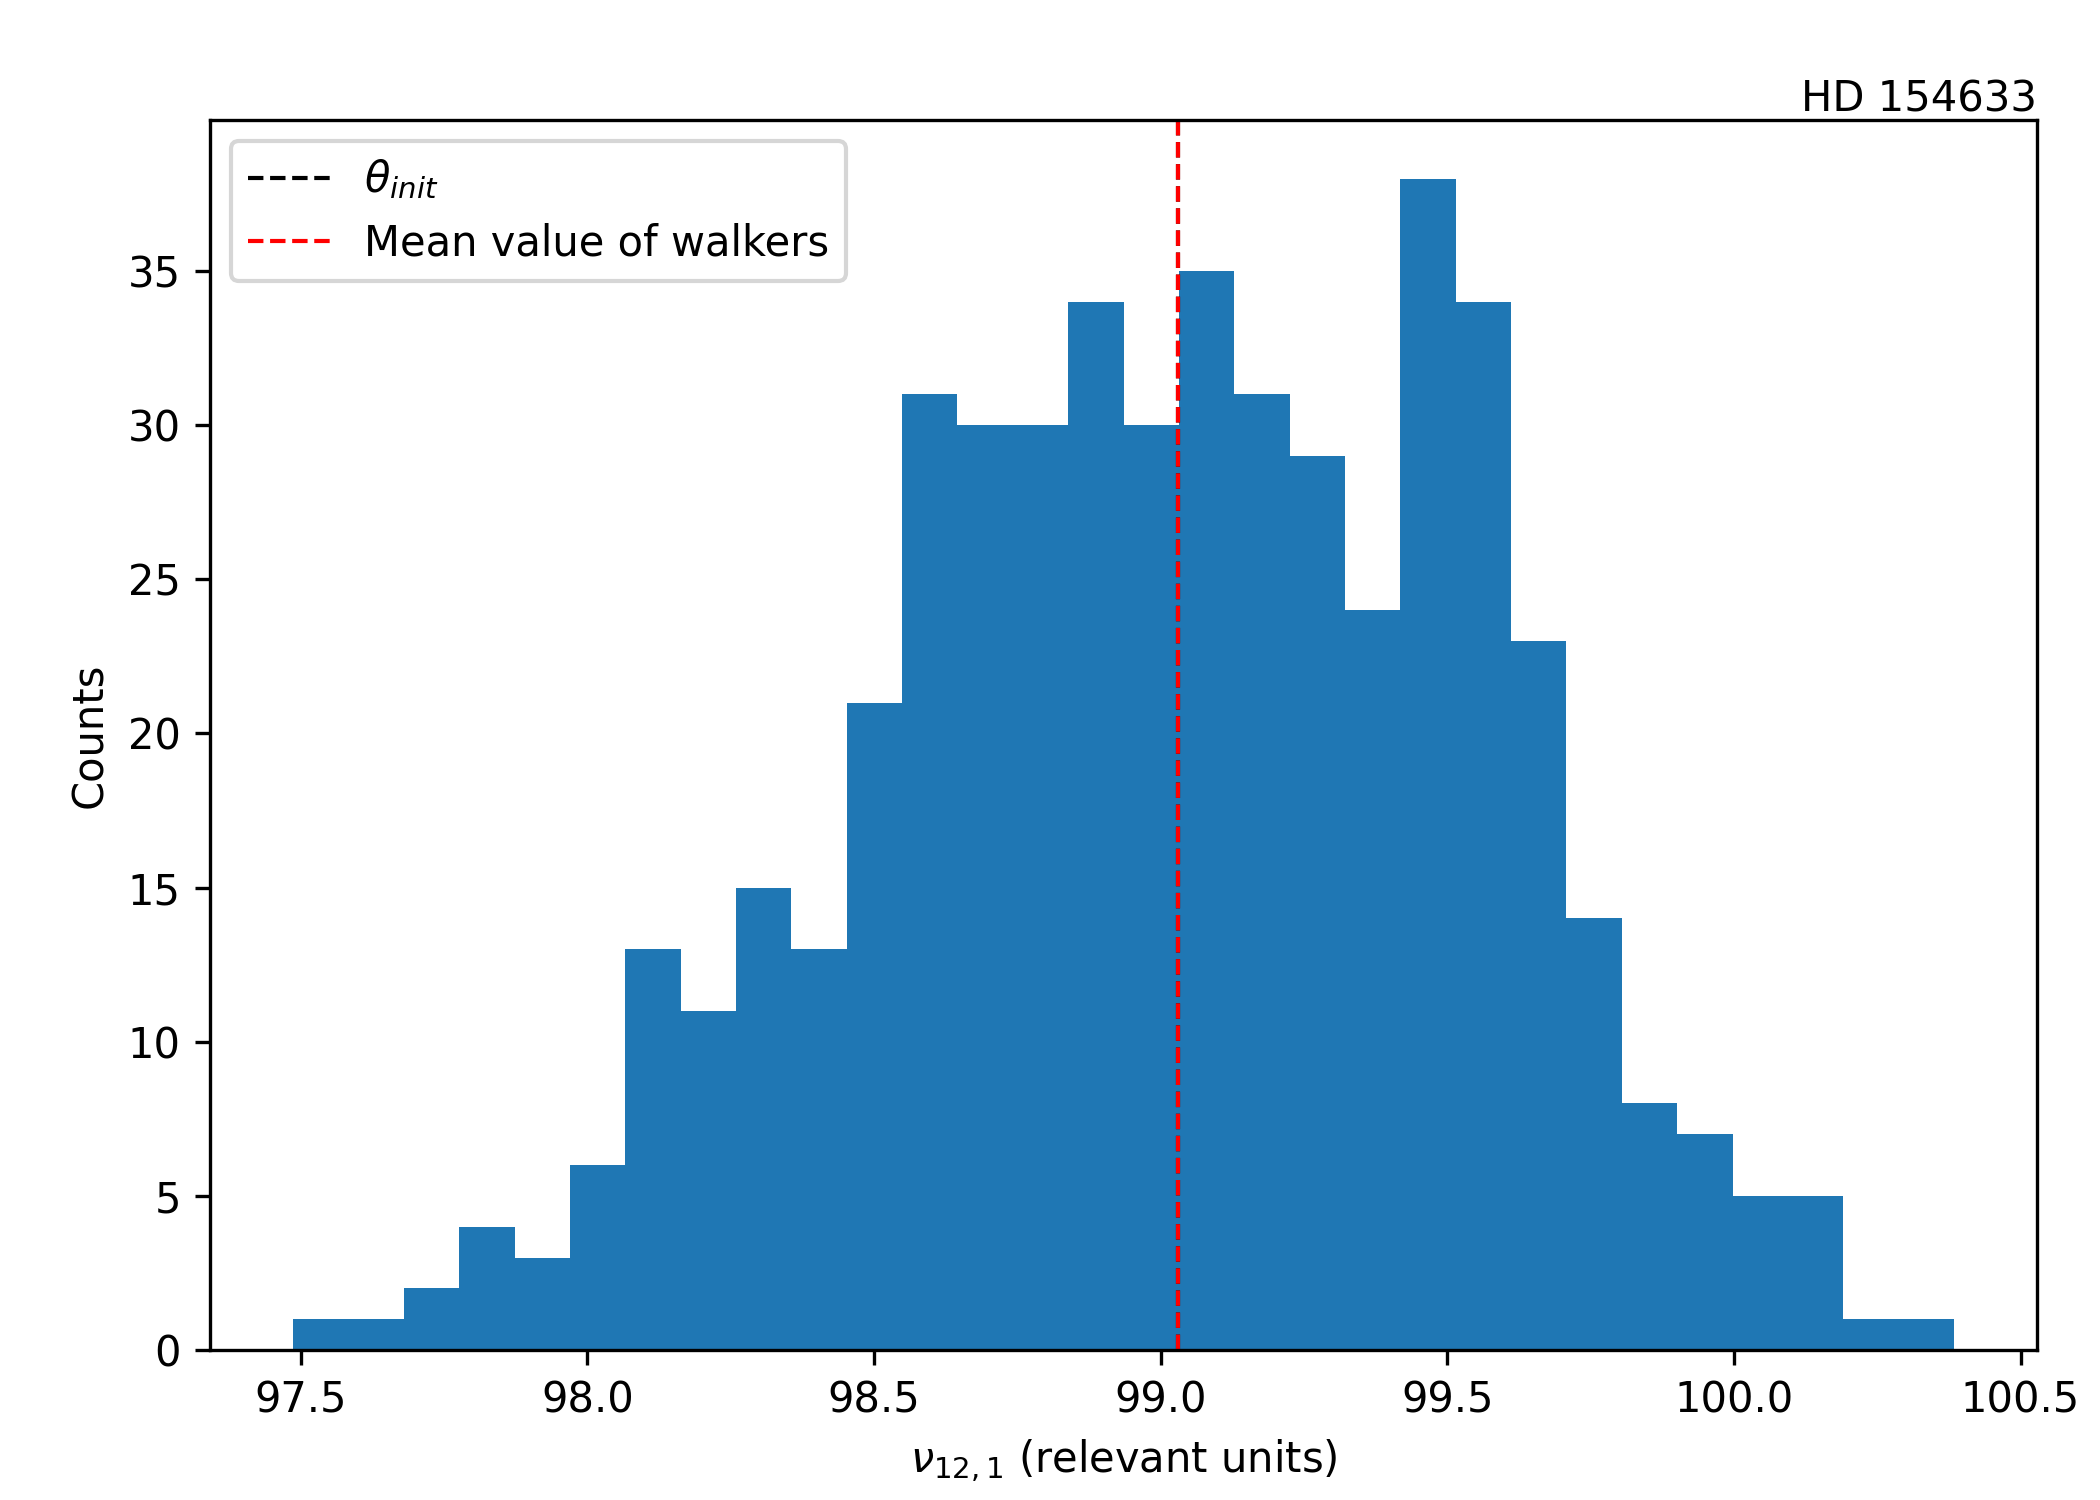 HD 154633
θinit
Mean value of walkers
35
30
25
20
15
10
5
0
Counts
97.5 98.0 98.5 99.0 99.5 100.0 100.5
ν12, 1 (relevant units)